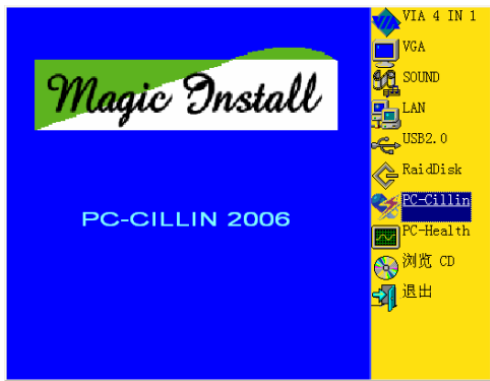 Magic Install
PC-CILLIN 2006
VIA 4 IN 1
VGA
SOUND
LAN
USB2.0
RaidDisk
PC-Cillin
PC-Health
浏览 CD
退出